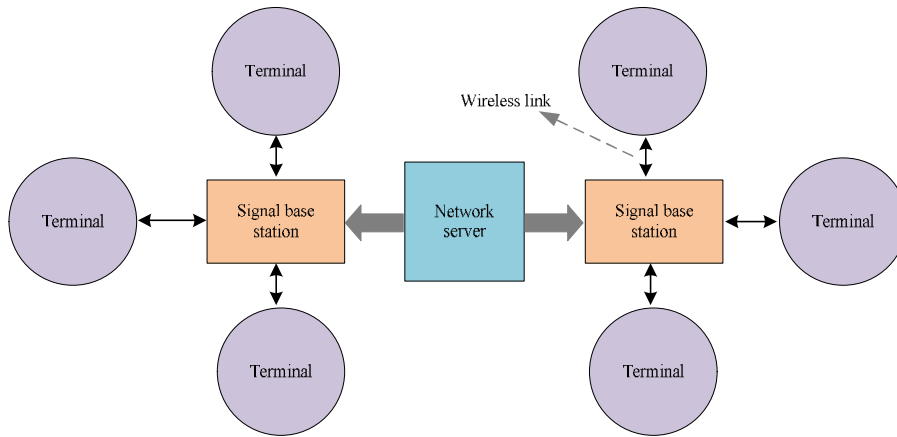 Terminal
Terminal
Wireless link
Terminal
Signal base
station
Network
server
Signal base
station
Terminal
Terminal
Terminal